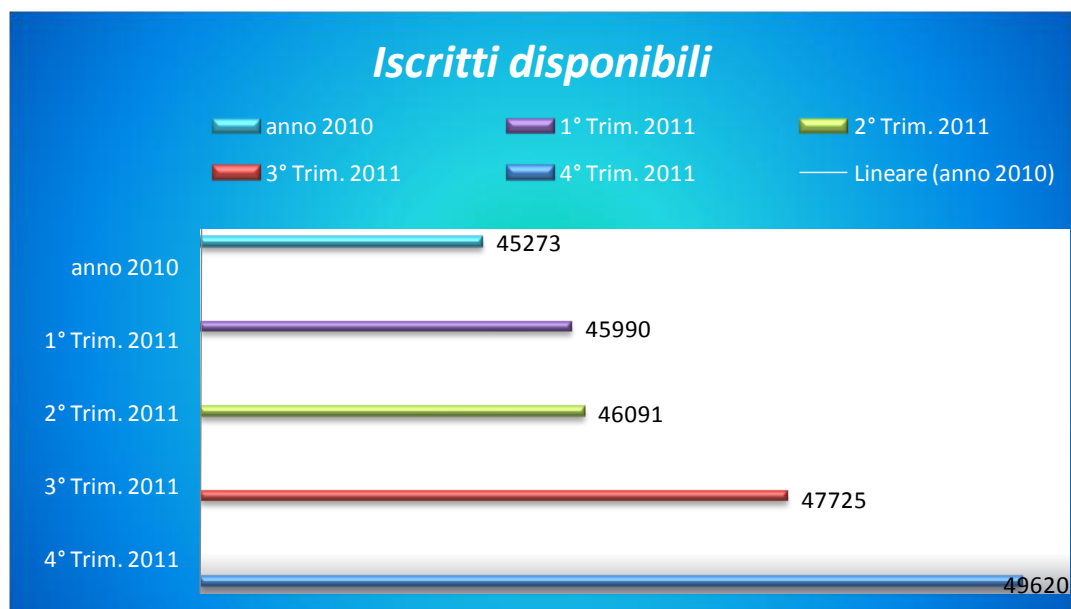 Iscritti disponibili
anno 2010 1° Trim. 2011 2° Trim. 2011
3° Trim. 2011 4° Trim. 2011 Lineare (anno 2010)
anno 2010 45273
1° Trim. 2011 45990
2° Trim. 2011 46091
3° Trim. 2011 47725
4° Trim. 2011 49620